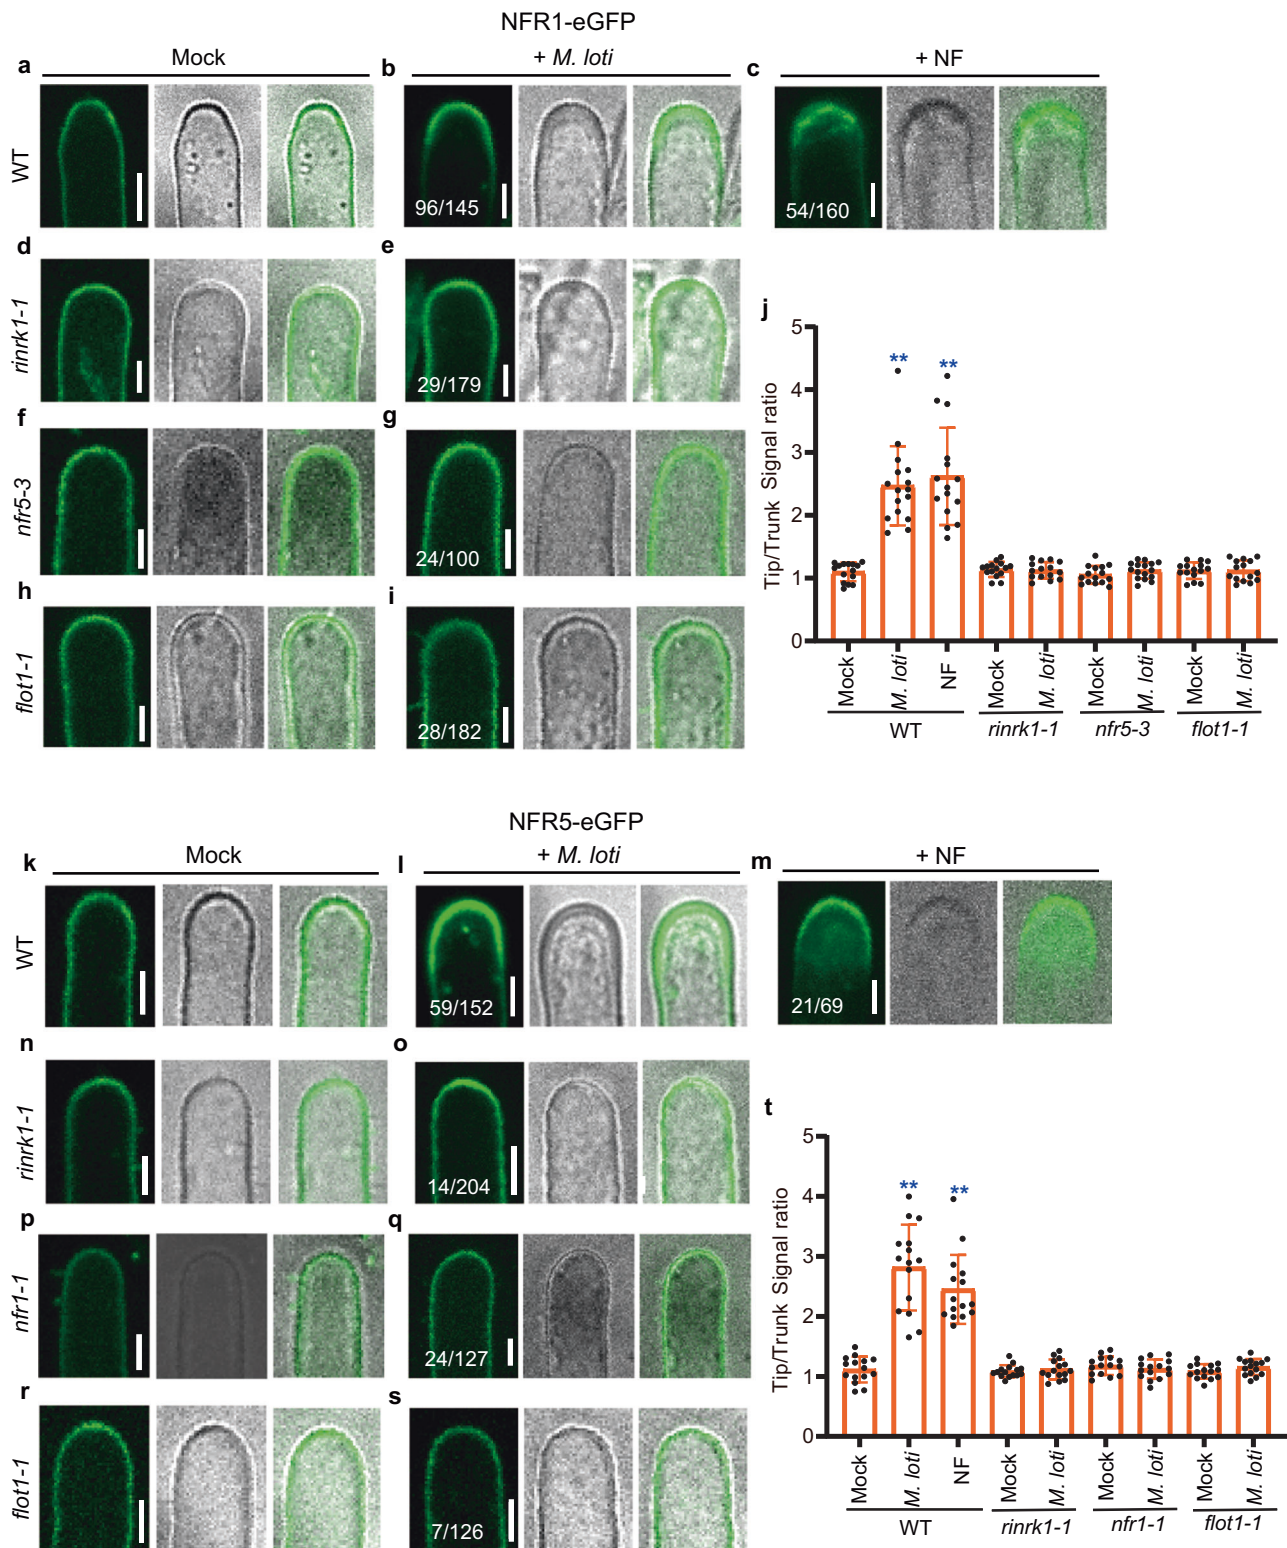 NFR1-eGFP
Mock
+ M. loti
+ NF
a
b
c
WT
96/145
54/160
d
e
rinrk1-1
29/179
f
g
nfr5-3
24/100
h
i
flot1-1
28/182
j
Tip/Trunk Signal ratio
5
4
3
2
1
0
** **
Mock M. loti NF Mock M. loti Mock M. loti Mock M. loti
WT rinrk1-1 nfr5-3 flot1-1
NFR5-eGFP
Mock
+ M. loti
+ NF
k
l
m
WT
59/152
21/69
n
o
rinrk1-1
14/204
p
q
nfr1-1
24/127
r
s
flot1-1
7/126
t
Tip/Trunk Signal ratio
5
4
3
2
1
0
** **
Mock M. loti NF Mock M. loti Mock M. loti Mock M. loti
WT rinrk1-1 nfr1-1 flot1-1